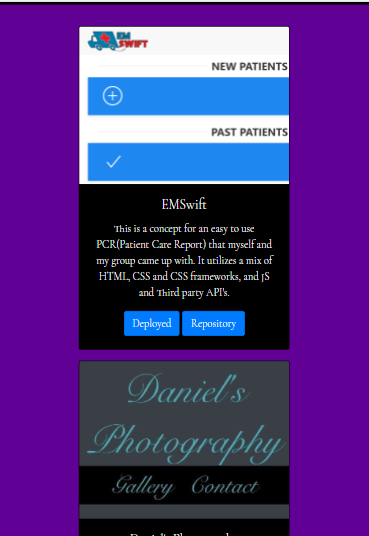 EM
SWIFT
NEW PATIENTS
PAST PATIENTS
EMSwift
This is a concept for an easy to use
PCR(Patient Care Report) that myself and
my group came up with. It utilizes a mix of
HTML, CSS and CSS frameworks, and JS
and Third party API's.
Deployed Repository
Daniel's
Photography
Gallery Contact